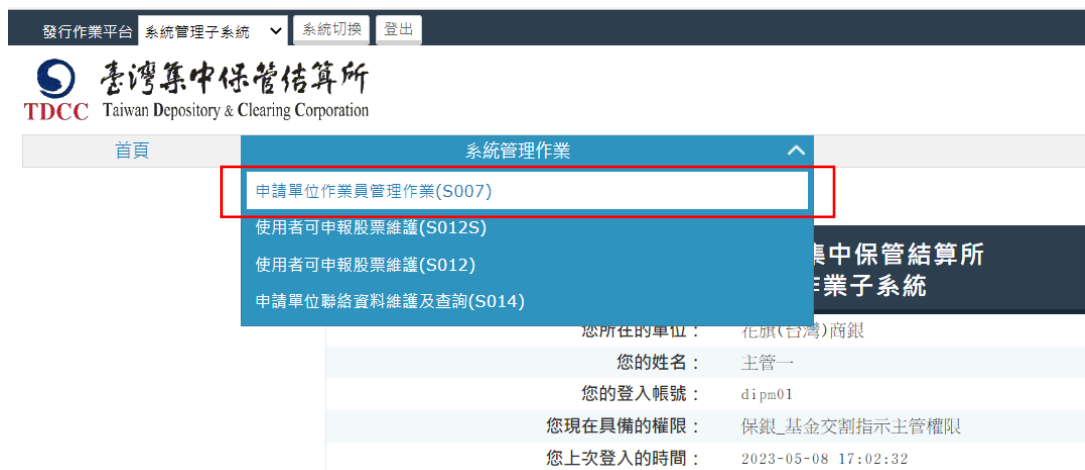 發行作業平台 系統管理子系統 系統切換 登出
臺灣集中保管結算所
TDCC Taiwan Depository & Clearing Corporation
首頁 系統管理作業
申請單位作業員管理作業(S007)
使用者可申報股票維護(S012S)
使用者可申報股票維護(S012)
申請單位聯絡資料維護及查詢(S014)
集中保管結算所
作業子系統
您所在的單位： 花旗(台灣)商銀
您的姓名： 主管一
您的登入帳號： dipm01
您現在具備的權限： 保銀_基金交割指示主管權限
您上次登入的時間： 2023-05-08 17:02:32